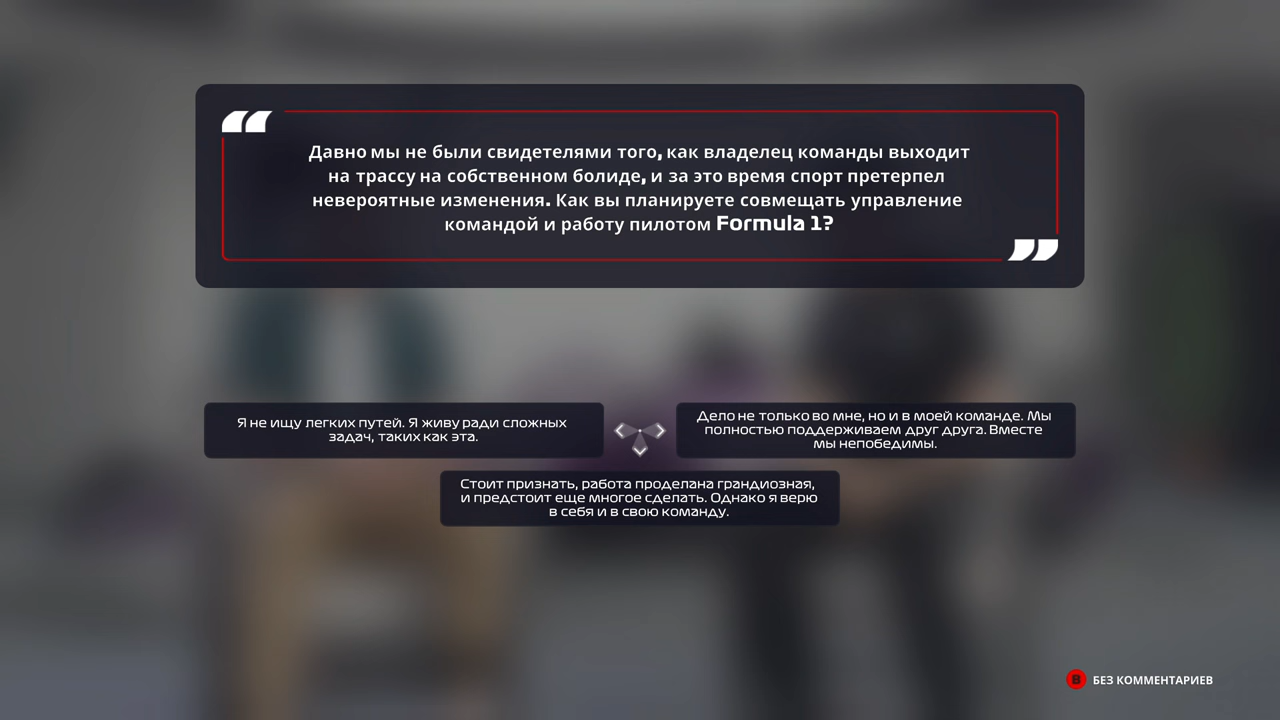 Давно мы не были свидетелями того, как владелец команды выходит
на трассу на собственном болиде, и за это время спорт претерпел
невероятные изменения. Как вы планируете совмещать управление
командой и работу пилотом Formula 1?
Я не ищу легких путей. Я живу ради сложных
задач, таких как эта.
Дело не только во мне, но и в моей команде. Мы
полностью поддерживаем друг друга. Вместе
мы непобедимы.
Стоит признать, работа проделана грандиозная,
и предстоит еще многое сделать. Однако я верю
в себя и в свою команду.
B БЕЗ КОММЕНТАРИЕВ